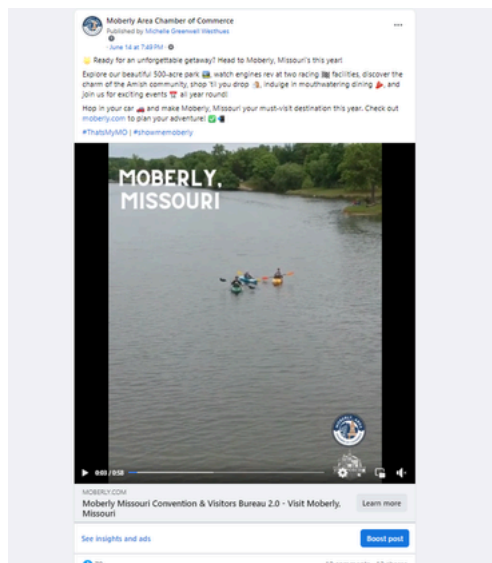 Moberly Area Chamber of Commerce
Published by Michelle Greenwell Westhues
· June 14 at 7:49 PM ·
Ready for an unforgettable getaway? Head to Moberly, Missouri's this year!
Explore our beautiful 500-acre park 🏞️, watch engines rev at two racing 🏁 facilities, discover the
charm of the Amish community, shop 'til you drop 🛍️, indulge in mouthwatering dining 🍕, and
join us for exciting events 📅 all year round!
Hop in your car 🚗 and make Moberly, Missouri your must-visit destination this year. Check out
moberly.com to plan your adventure! ✅
#ThatsMyMO | #showmemoberly
MOBERLY,
MISSOURI
0:00 / 0:58
MOBERLY.COM
Moberly Missouri Convention & Visitors Bureau 2.0 - Visit Moberly,
Missouri
Learn more
See insights and ads
Boost post